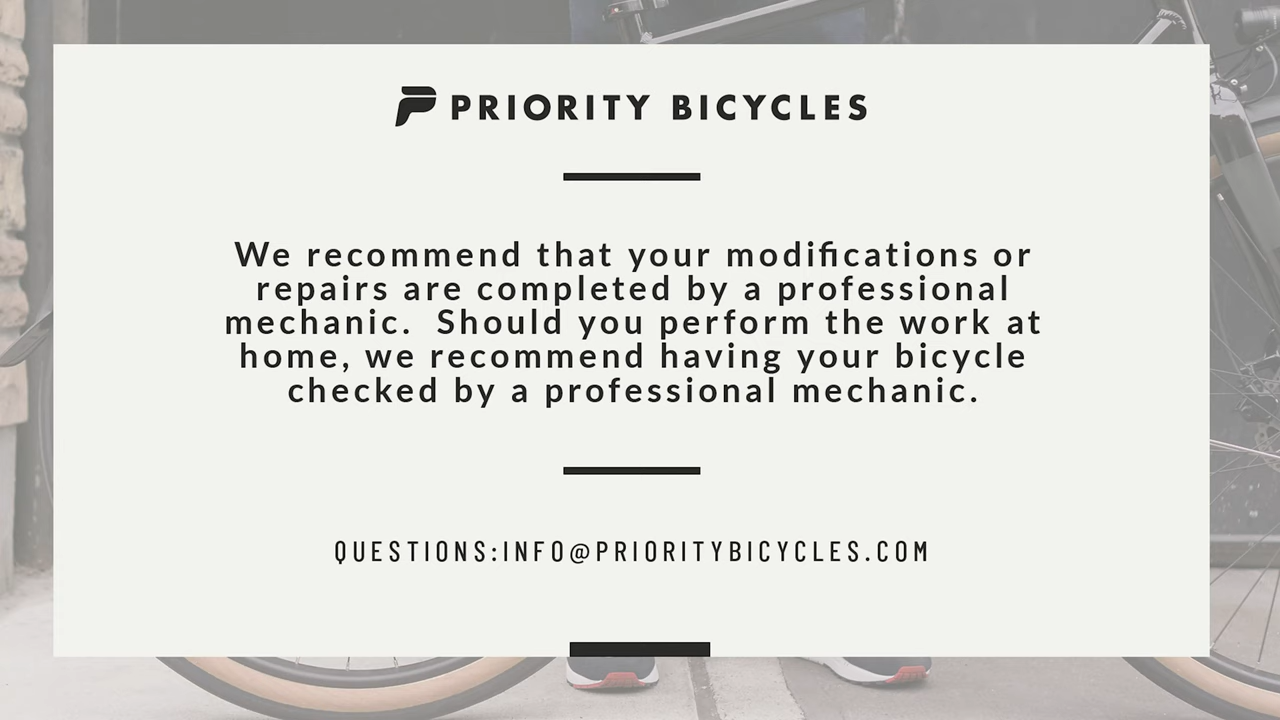 PRIORITY BICYCLES
We recommend that your modifications or
repairs are completed by a professional
mechanic.  Should you perform the work at
home, we recommend having your bicycle
checked by a professional mechanic.
QUESTIONS:INFO@PRIORITYBICYCLES.COM